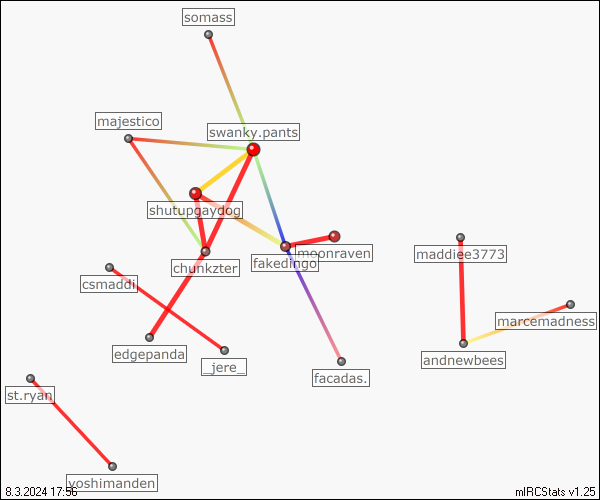 somass
majestico
swanky.pants
shutupgaydog
moonraven
fakedingo
maddiee3773
chunkzter
csmaddi
marcemadness
edgepanda
_jere_
andnewbees
facadas.
st.ryan
yoshimanden
8.3.2024 17:56
mIRCStats v1.25